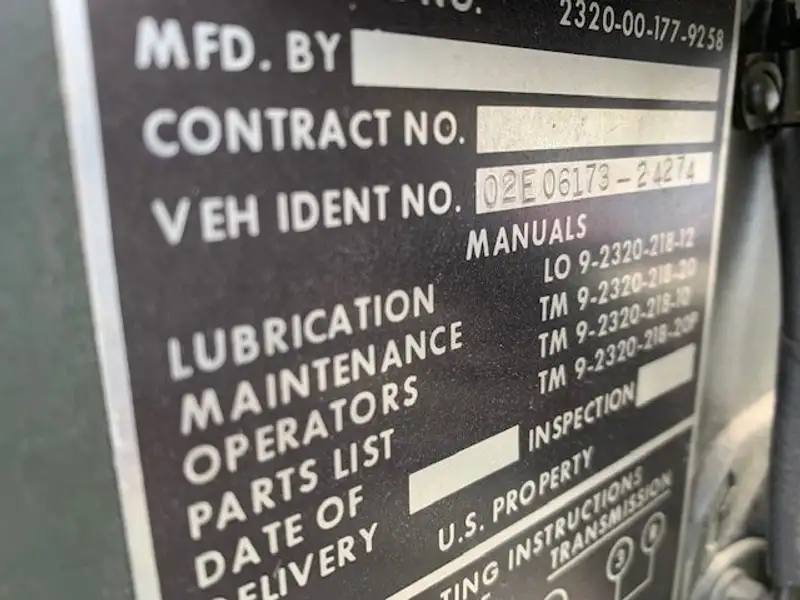 NO. 2320-00-177-9258
MFD. BY
CONTRACT NO.
VEH IDENT NO. 02E06173-24274
MANUALS
LUBRICATION LO 9-2320-218-12
MAINTENANCE TM 9-2320-218-20
OPERATORS TM 9-2320-218-10
PARTS LIST TM 9-2320-218-20P
DATE OF
DELIVERY INSPECTION
U.S. PROPERTY
TING INSTRUCTIONS
TRANSMISSION
3 R